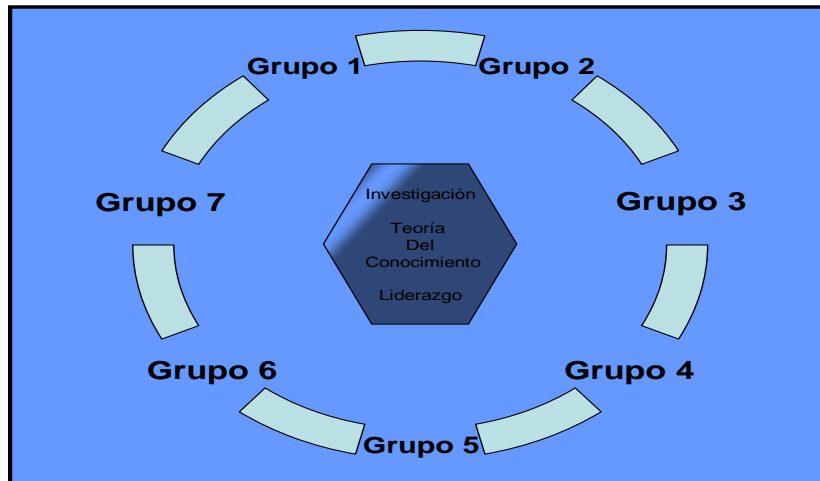 Grupo 1
Grupo 2
Grupo 7
Grupo 3
Investigación
Teoría
Del
Conocimiento
Liderazgo
Grupo 6
Grupo 4
Grupo 5